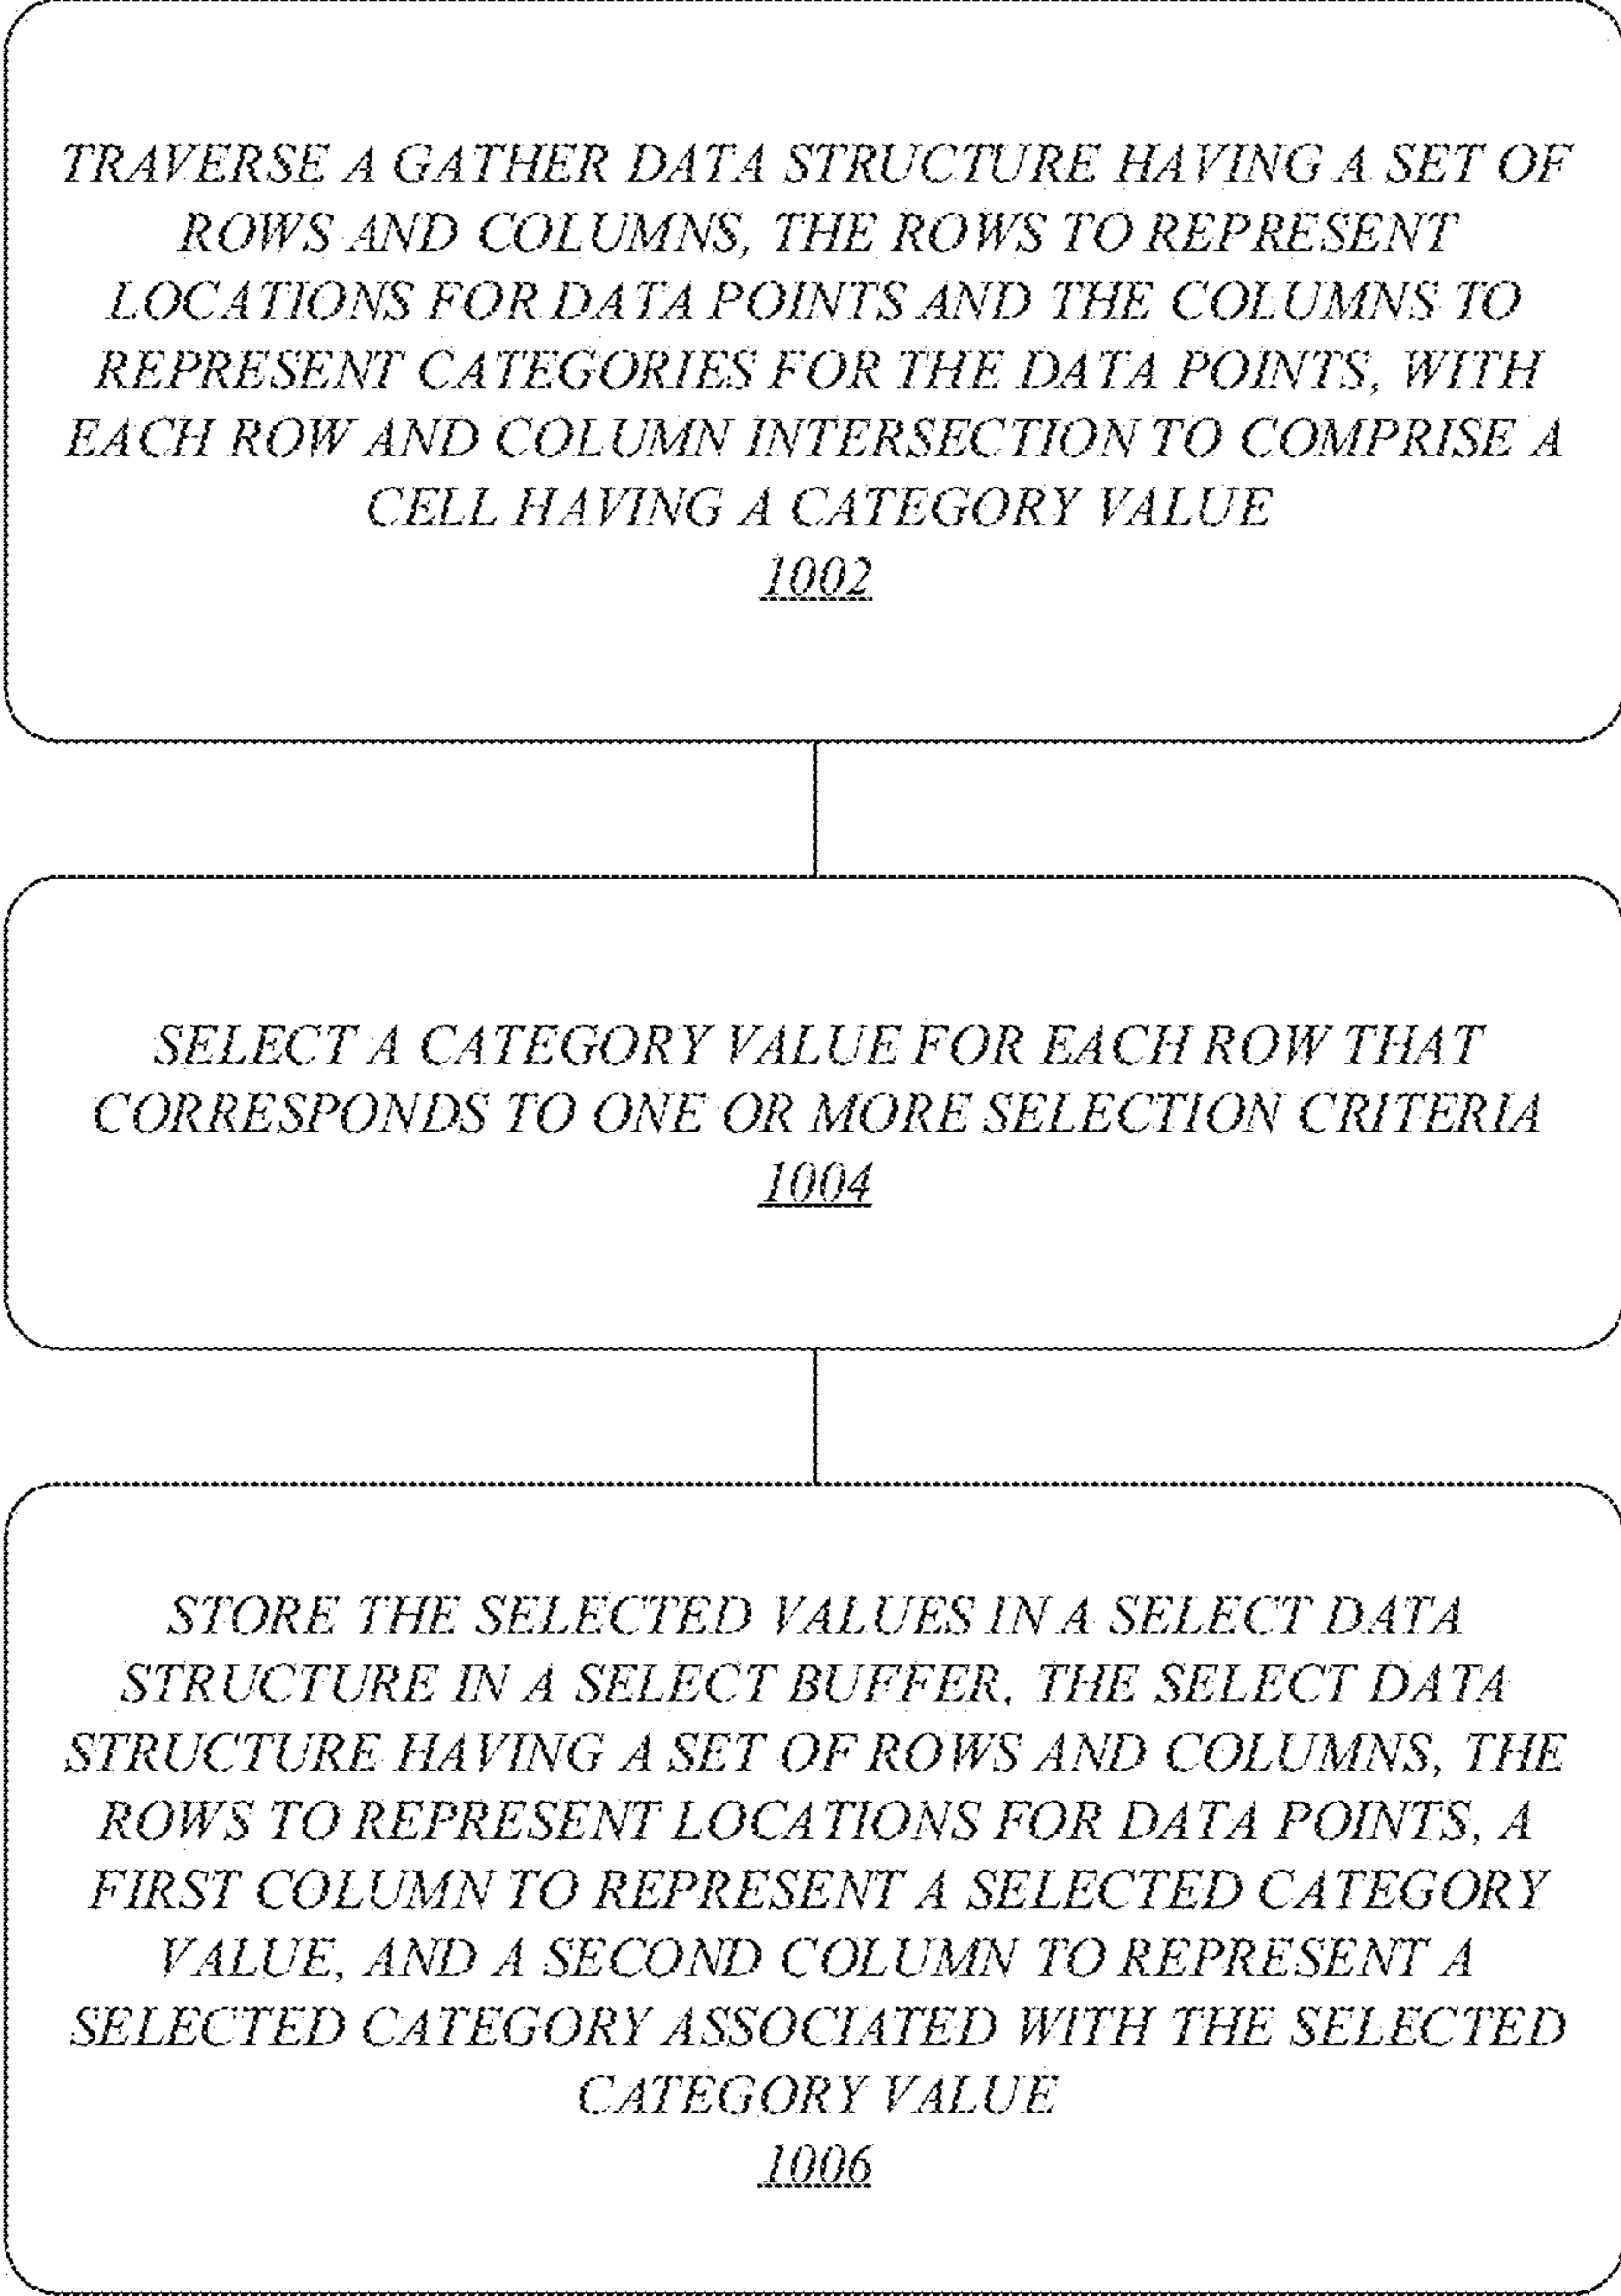 TRAVERSE A GATHER DATA STRUCTURE HAVING A SET OF
ROWS AND COLUMNS, THE ROWS TO REPRESENT
LOCATIONS FOR DATA POINTS AND THE COLUMNS TO
REPRESENT CATEGORIES FOR THE DATA POINTS, WITH
EACH ROW AND COLUMN INTERSECTION TO COMPRISE A
CELL HAVING A CATEGORY VALUE
1002
SELECT A CATEGORY VALUE FOR EACH ROW THAT
CORRESPONDS TO ONE OR MORE SELECTION CRITERIA
1004
STORE THE SELECTED VALUES IN A SELECT DATA
STRUCTURE IN A SELECT BUFFER, THE SELECT DATA
STRUCTURE HAVING A SET OF ROWS AND COLUMNS, THE
ROWS TO REPRESENT LOCATIONS FOR DATA POINTS, A
FIRST COLUMN TO REPRESENT A SELECTED CATEGORY
VALUE, AND A SECOND COLUMN TO REPRESENT A
SELECTED CATEGORY ASSOCIATED WITH THE SELECTED
CATEGORY VALUE
1006